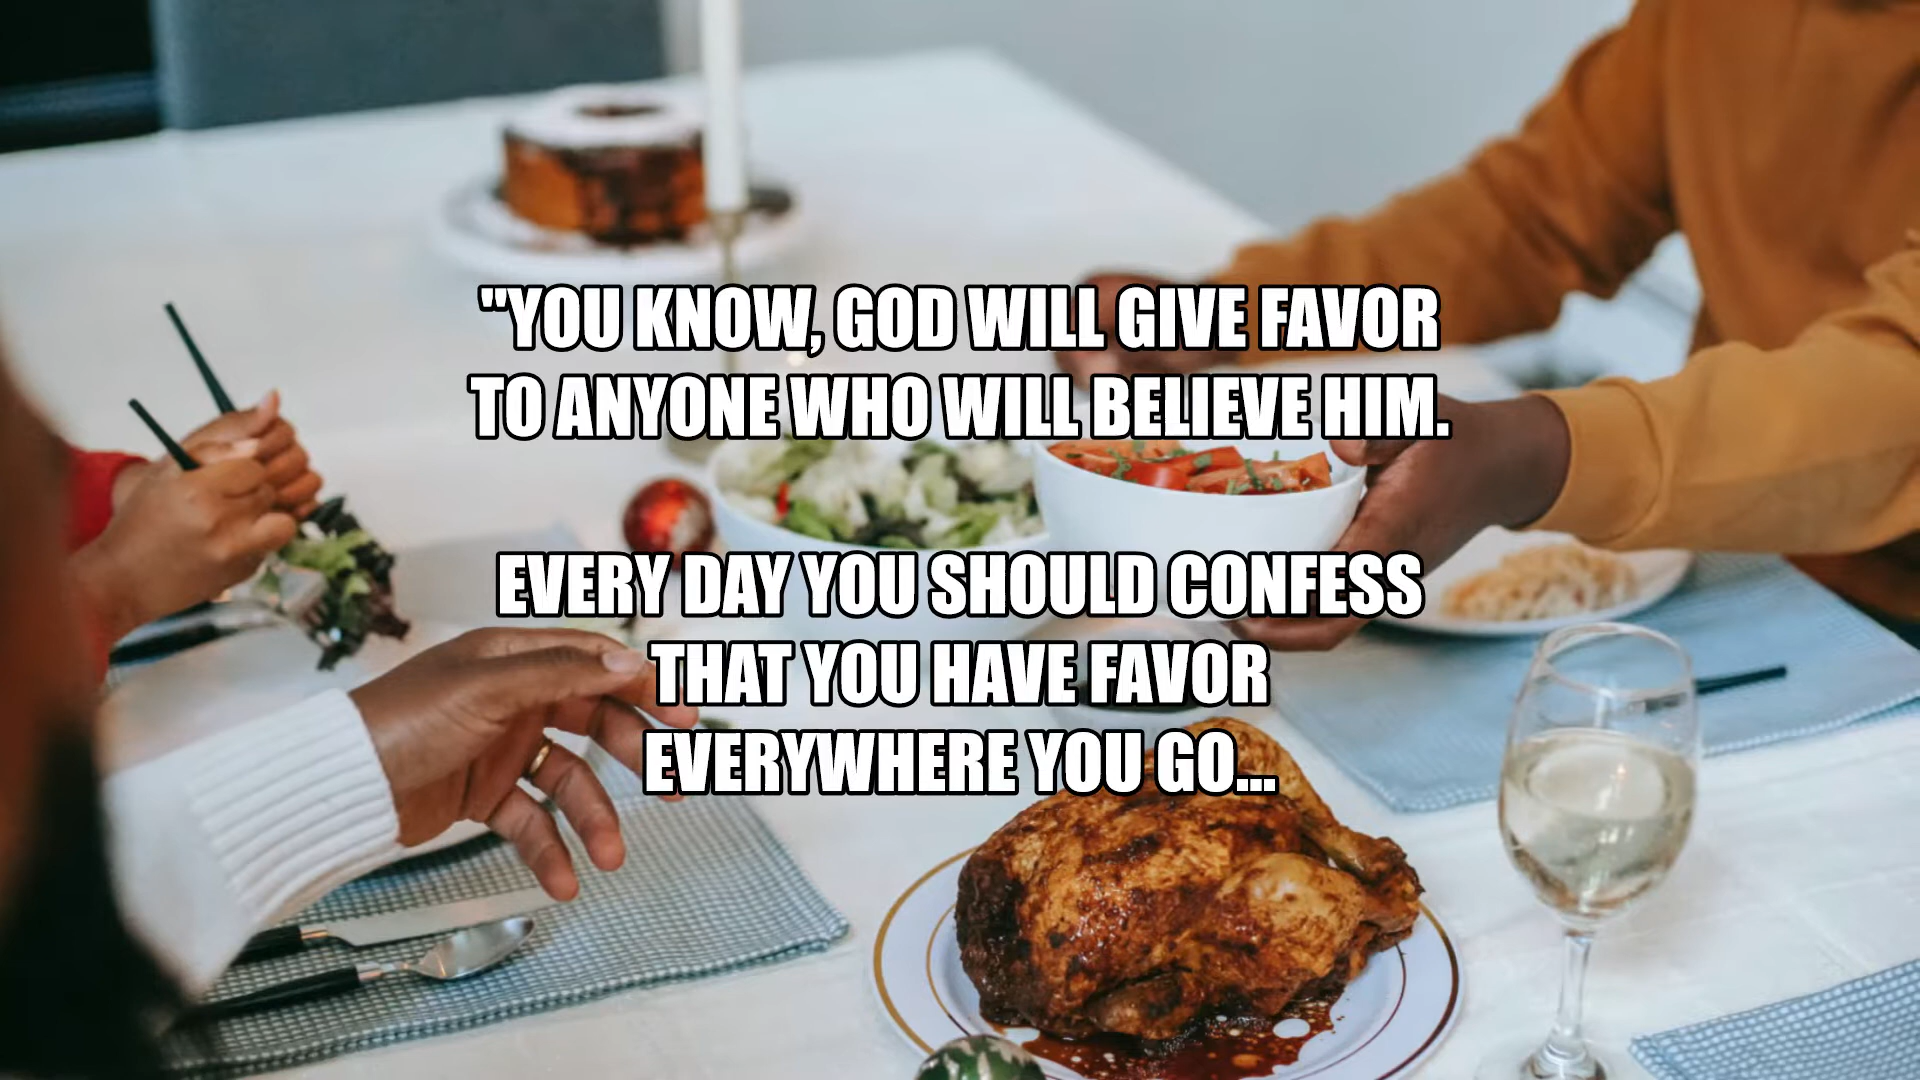 "YOU KNOW, GOD WILL GIVE FAVOR
TO ANYONE WHO WILL BELIEVE HIM.
EVERY DAY YOU SHOULD CONFESS
THAT YOU HAVE FAVOR
EVERYWHERE YOU GO...